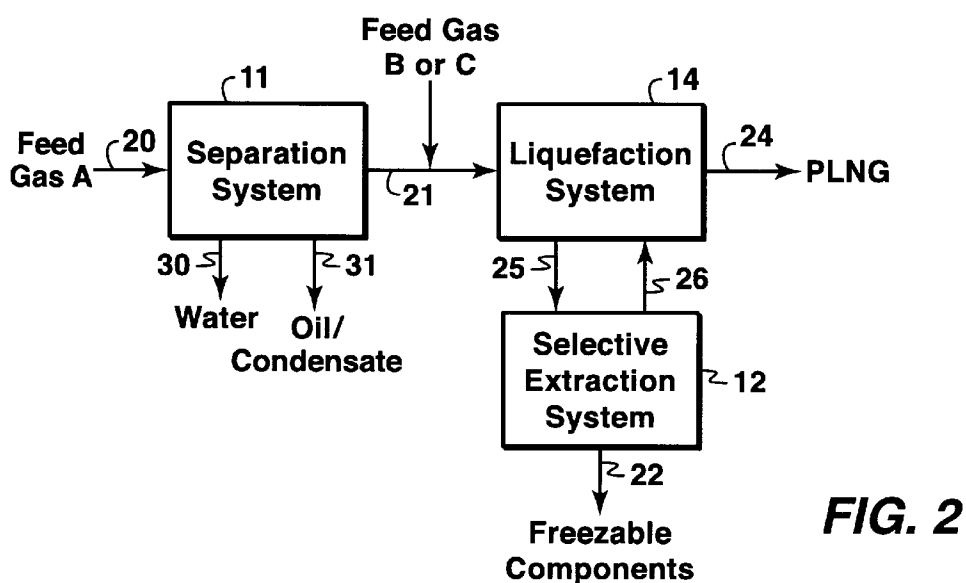 Feed Gas
B or C
11
14
Feed
Gas A
20
Separation
System
21
Liquefaction
System
24
PLNG
30
31
25
26
Water
Oil/
Condensate
Selective
Extraction
System
12
22
Freezable
Components
FIG. 2